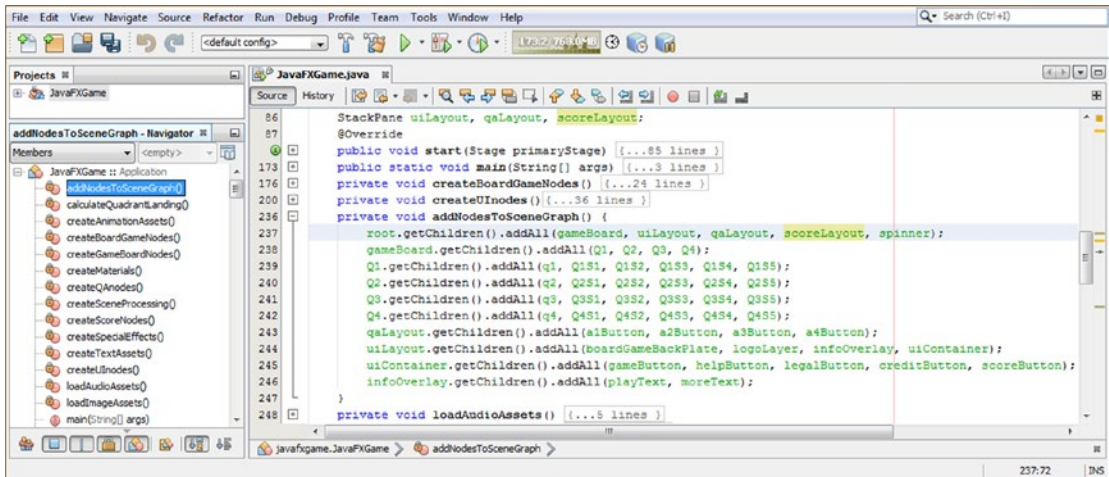 File Edit View Navigate Source Refactor Run Debug Profile Team Tools Window Help
Search (Ctrl+I)
<default config>
Projects
JavaFXGame
addNodesToSceneGraph - Navigator
Members <empty>
JavaFXGame :: Application
addNodesToSceneGraph()
calculateQuadrantLanding()
createAnimationAssets()
createBoardGameNodes()
createGameBoardNodes()
createMaterials()
createQAnodes()
createSceneProcessing()
createScoreNodes()
createSpecialEffects()
createTextAssets()
createUInodes()
loadAudioAssets()
loadImageAssets()
main(String[] args)
JavaFXGame.java
Source History
86 StackPane uiLayout, qaLayout, scoreLayout;
87 @Override
public void start(Stage primaryStage) {...85 lines }
173 public static void main(String[] args) {...3 lines }
176 private void createBoardGameNodes() {...24 lines }
200 private void createUInodes() {...36 lines }
236 private void addNodesToSceneGraph() {
237 root.getChildren().addAll(gameBoard, uiLayout, qaLayout, scoreLayout, spinner);
238 gameBoard.getChildren().addAll(Q1, Q2, Q3, Q4);
239 Q1.getChildren().addAll(q1, Q1S1, Q1S2, Q1S3, Q1S4, Q1S5);
240 Q2.getChildren().addAll(q2, Q2S1, Q2S2, Q2S3, Q2S4, Q2S5);
241 Q3.getChildren().addAll(q3, Q3S1, Q3S2, Q3S3, Q3S4, Q3S5);
242 Q4.getChildren().addAll(q4, Q4S1, Q4S2, Q4S3, Q4S4, Q4S5);
243 qaLayout.getChildren().addAll(a1Button, a2Button, a3Button, a4Button);
244 uiLayout.getChildren().addAll(boardGameBackPlate, logoLayer, infoOverlay, uiContainer);
245 uiContainer.getChildren().addAll(gameButton, helpButton, legalButton, creditButton, scoreButton);
246 infoOverlay.getChildren().addAll(playText, moreText);
247 }
248 private void loadAudioAssets() {...5 lines }
javafxgame.JavaFXGame addNodesToSceneGraph
237:72 INS